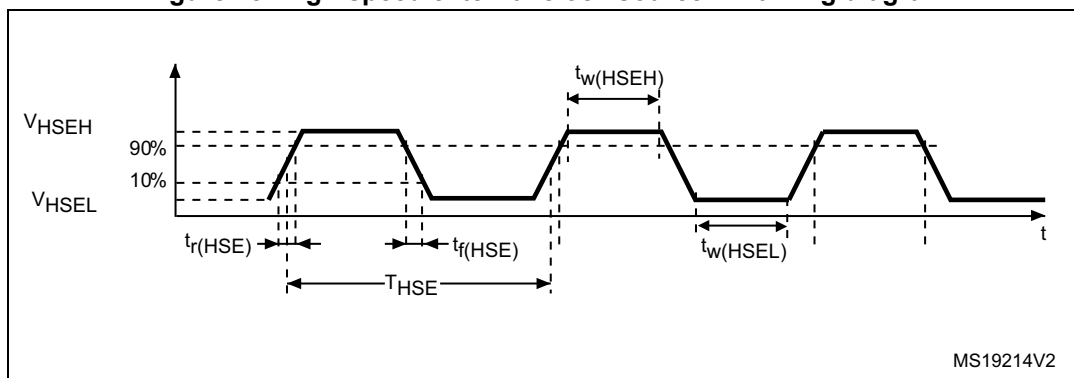 tw(HSEH)
VHSEH
90%
10%
VHSEL
tr(HSE)
tf(HSE)
tw(HSEL)
t
THSE
MS19214V2